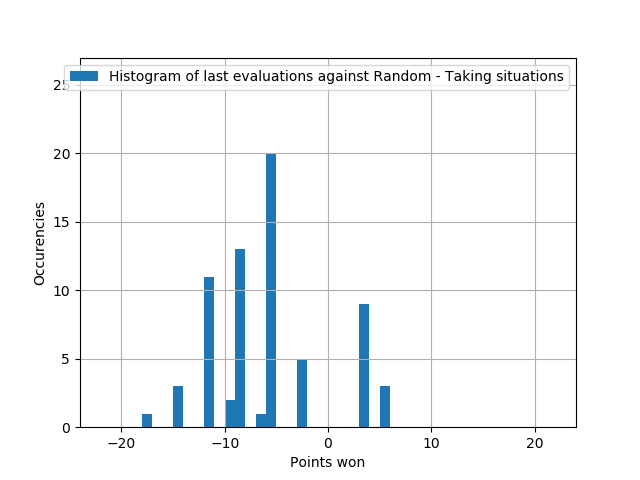 Histogram of last evaluations against Random - Taking situations
25
20
15
10
5
0
Occurencies
−20 −10 0 10 20
Points won